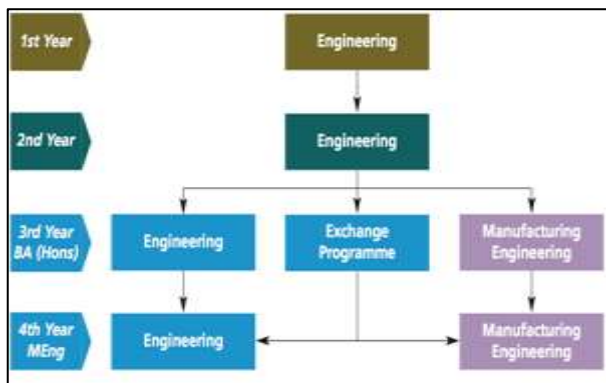 1st Year
Engineering
2nd Year
Engineering
3rd Year
BA (Hons)
Engineering
Exchange
Programme
Manufacturing
Engineering
4th Year
MEng
Engineering
Manufacturing
Engineering